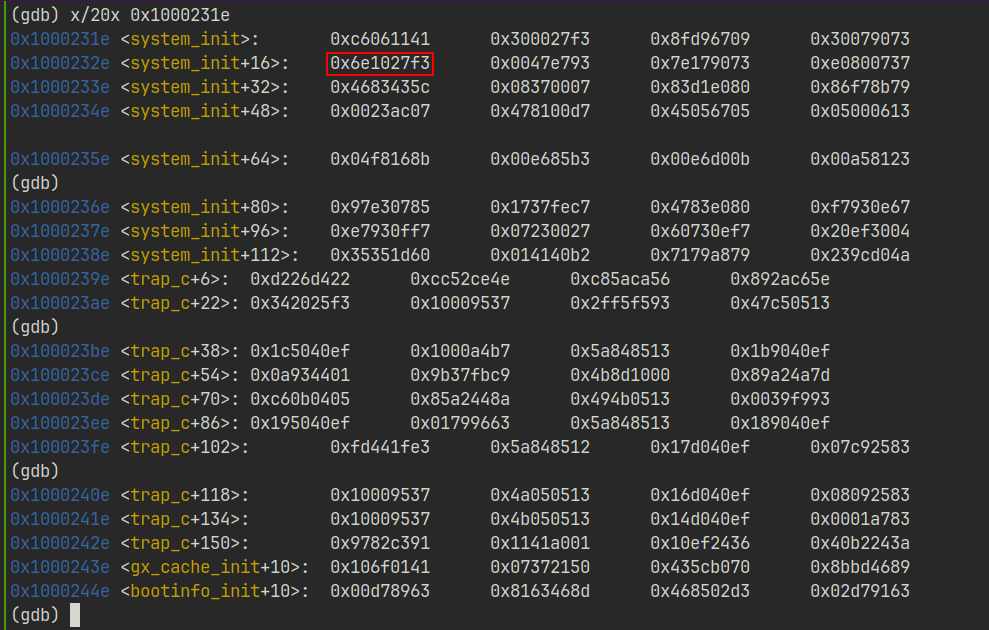 (gdb) x/20x 0x1000231e
0x1000231e <system_init>: 0xc6061141 0x300027f3 0x8fd96709 0x30079073
0x1000232e <system_init+16>: 0x6e1027f3 0x0047e793 0x7e179073 0xe0800737
0x1000233e <system_init+32>: 0x4683435c 0x08370007 0x83d1e080 0x86f78b79
0x1000234e <system_init+48>: 0x0023ac07 0x478100d7 0x45056705 0x05000613
0x1000235e <system_init+64>: 0x04f8168b 0x00e685b3 0x00e6d00b 0x00a58123
(gdb)
0x1000236e <system_init+80>: 0x97e30785 0x1737fec7 0x4783e080 0xf7930e67
0x1000237e <system_init+96>: 0xe7930ff7 0x07230027 0x60730ef7 0x20ef3004
0x1000238e <system_init+112>: 0x35351d60 0x014140b2 0x7179a879 0x239cd04a
0x1000239e <trap_c+6>: 0xd226d422 0xcc52ce4e 0xc85aca56 0x892ac65e
0x100023ae <trap_c+22>: 0x342025f3 0x10009537 0x2ff5f593 0x47c50513
(gdb)
0x100023be <trap_c+38>: 0x1c5040ef 0x1000a4b7 0x5a848513 0x1b9040ef
0x100023ce <trap_c+54>: 0x0a934401 0x9b37fbc9 0x4b8d1000 0x89a24a7d
0x100023de <trap_c+70>: 0xc60b0405 0x85a2448a 0x494b0513 0x0039f993
0x100023ee <trap_c+86>: 0x195040ef 0x01799663 0x5a848513 0x189040ef
0x100023fe <trap_c+102>: 0xfd441fe3 0x5a848512 0x17d040ef 0x07c92583
(gdb)
0x1000240e <trap_c+118>: 0x10009537 0x4a050513 0x16d040ef 0x08092583
0x1000241e <trap_c+134>: 0x10009537 0x4b050513 0x14d040ef 0x0001a783
0x1000242e <trap_c+150>: 0x9782c391 0x1141a001 0x10ef2436 0x40b2243a
0x1000243e <gx_cache_init+10>: 0x106f0141 0x07372150 0x435cb070 0x8bbd4689
0x1000244e <bootinfo_init+10>: 0x00d78963 0x8163468d 0x468502d3 0x02d79163
(gdb)